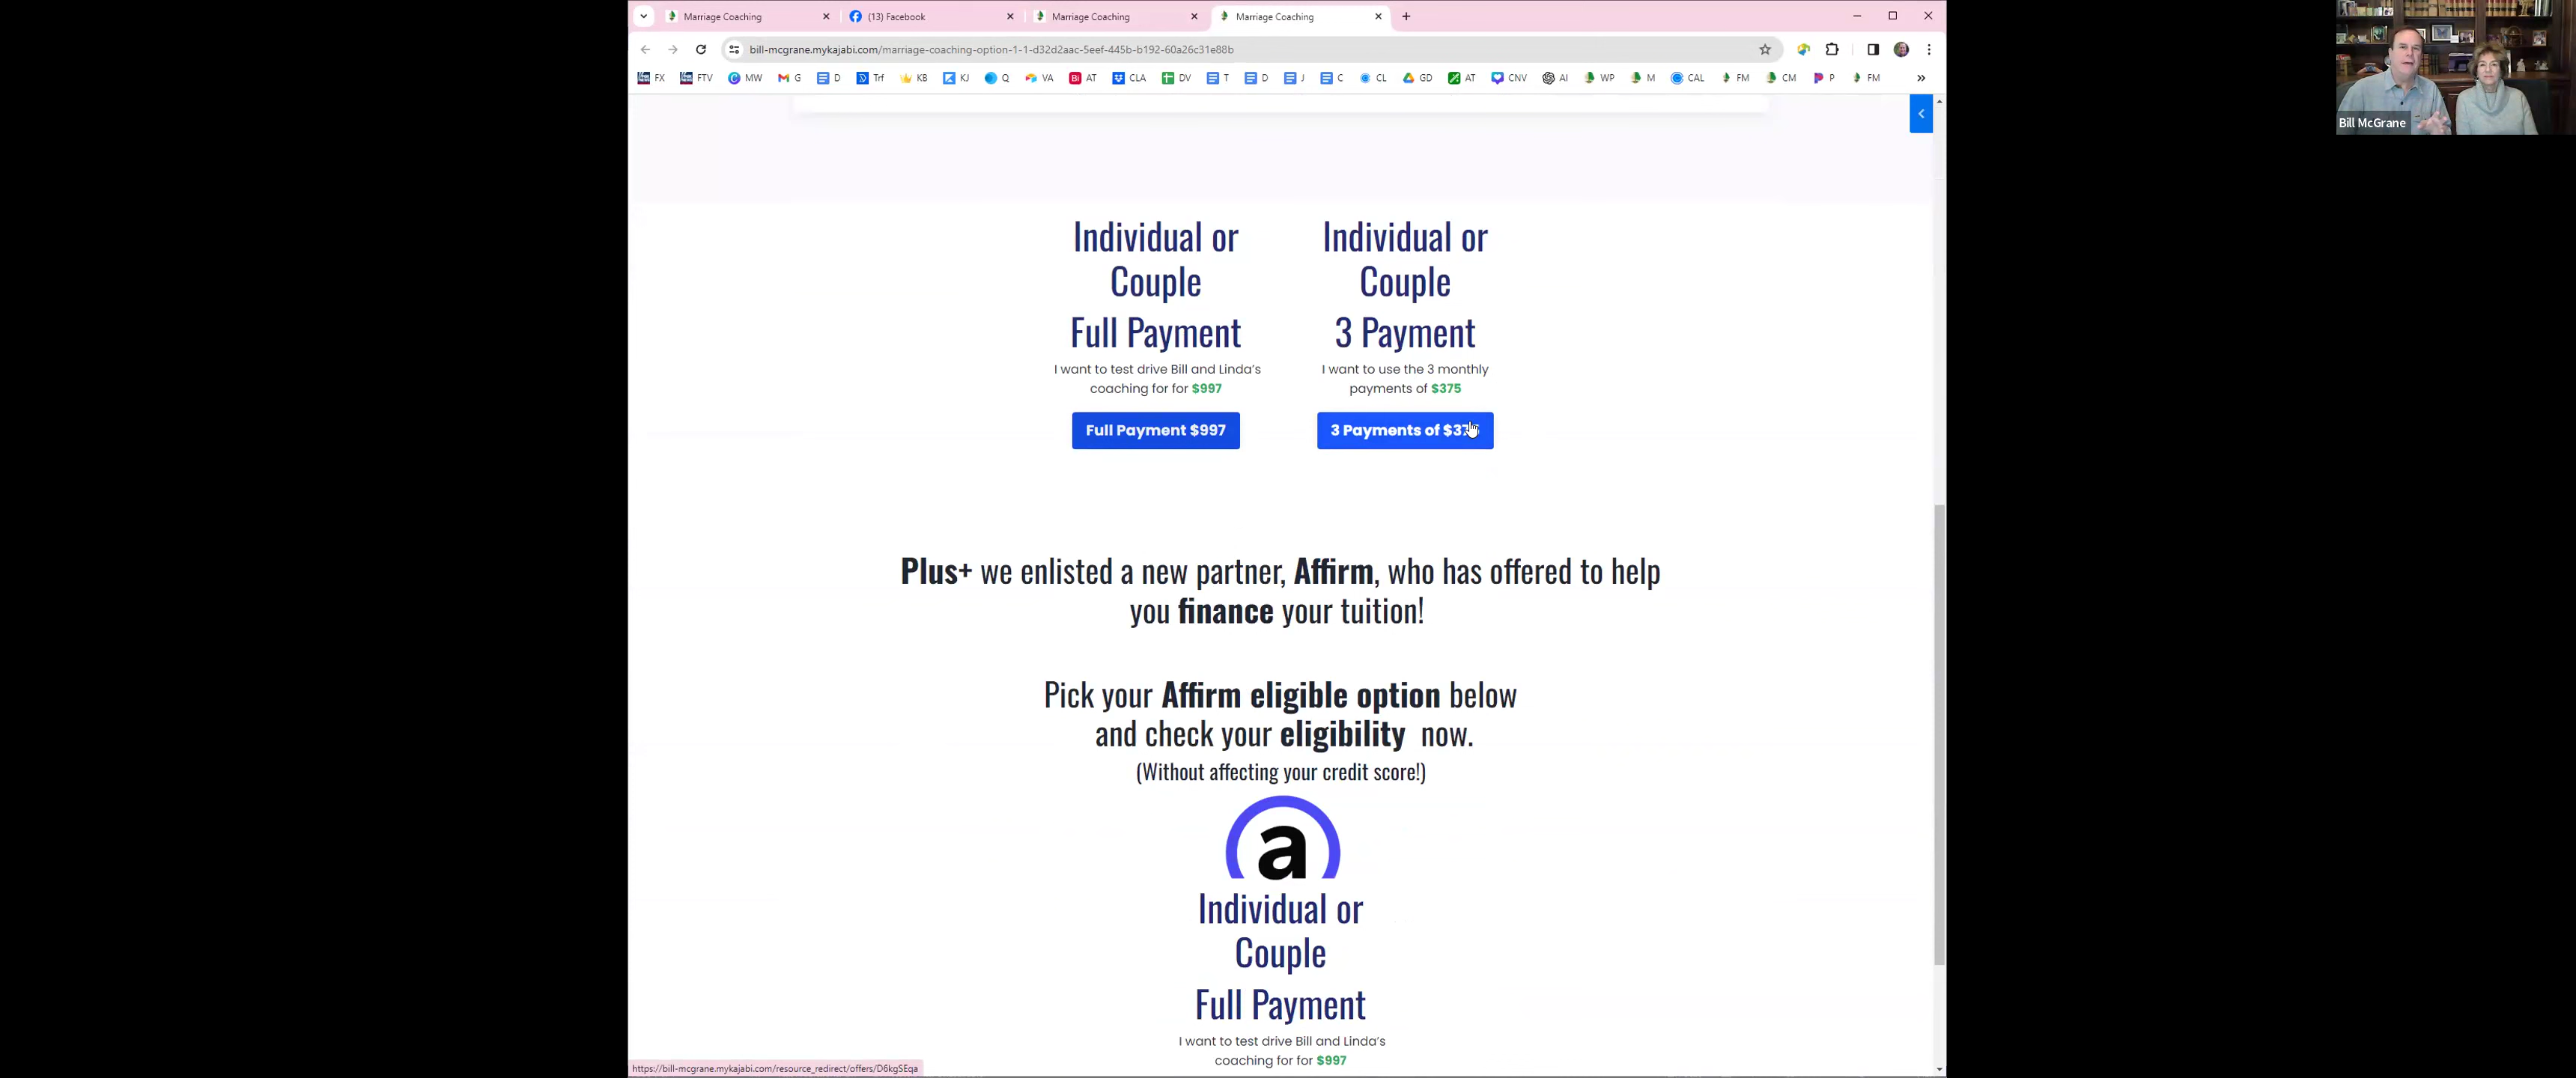 Marriage Coaching
(13) Facebook
Marriage Coaching
Marriage Coaching
bill-mcgrane.mykajabi.com/marriage-coaching-option-1-1-d32d2aac-5eef-445b-b192-60a26c31e88b
FX FTV MW G D Trf KB KJ Q VA AT CLA DV T D J C CL GD AT CNV AI WP M CAL FM CM P FM
Bill McGrane
Individual or
Couple
Full Payment
I want to test drive Bill and Linda's
coaching for for $997
Full Payment $997
Individual or
Couple
3 Payment
I want to use the 3 monthly
payments of $375
3 Payments of
Plus+ we enlisted a new partner, Affirm, who has offered to help
you finance your tuition!
Pick your Affirm eligible option below
and check your eligibility now.
(Without affecting your credit score!)
a
Individual or
Couple
Full Payment
I want to test drive Bill and Linda's
coaching for for $997
https://bill-mcgrane.mykajabi.com/resource_redirect/offers/D6kgSEqa